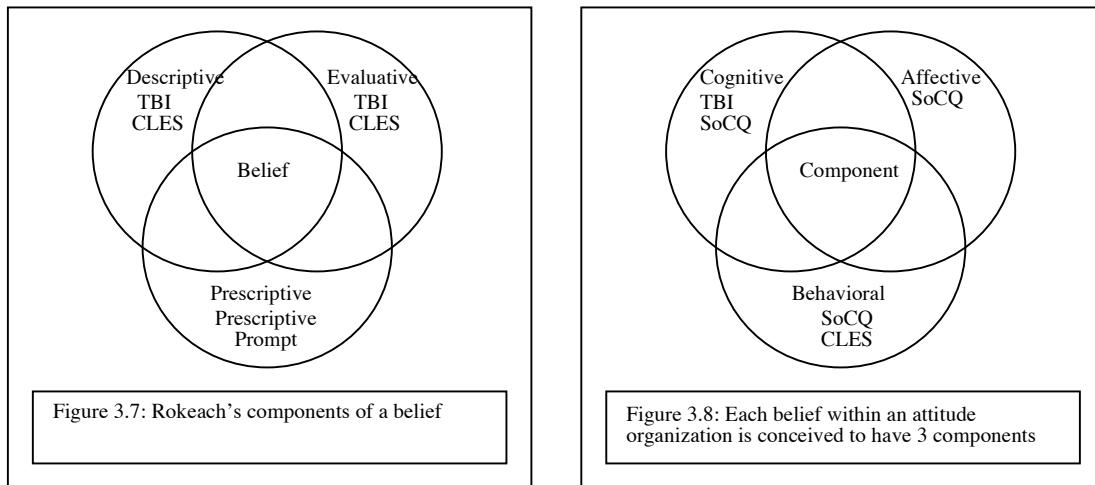 Descriptive
TBI
CLES
Evaluative
TBI
CLES
Belief
Prescriptive
Prescriptive
Prompt
Figure 3.7: Rokeach's components of a belief
Cognitive
TBI
SoCQ
Affective
SoCQ
Component
Behavioral
SoCQ
CLES
Figure 3.8: Each belief within an attitude
organization is conceived to have 3 components